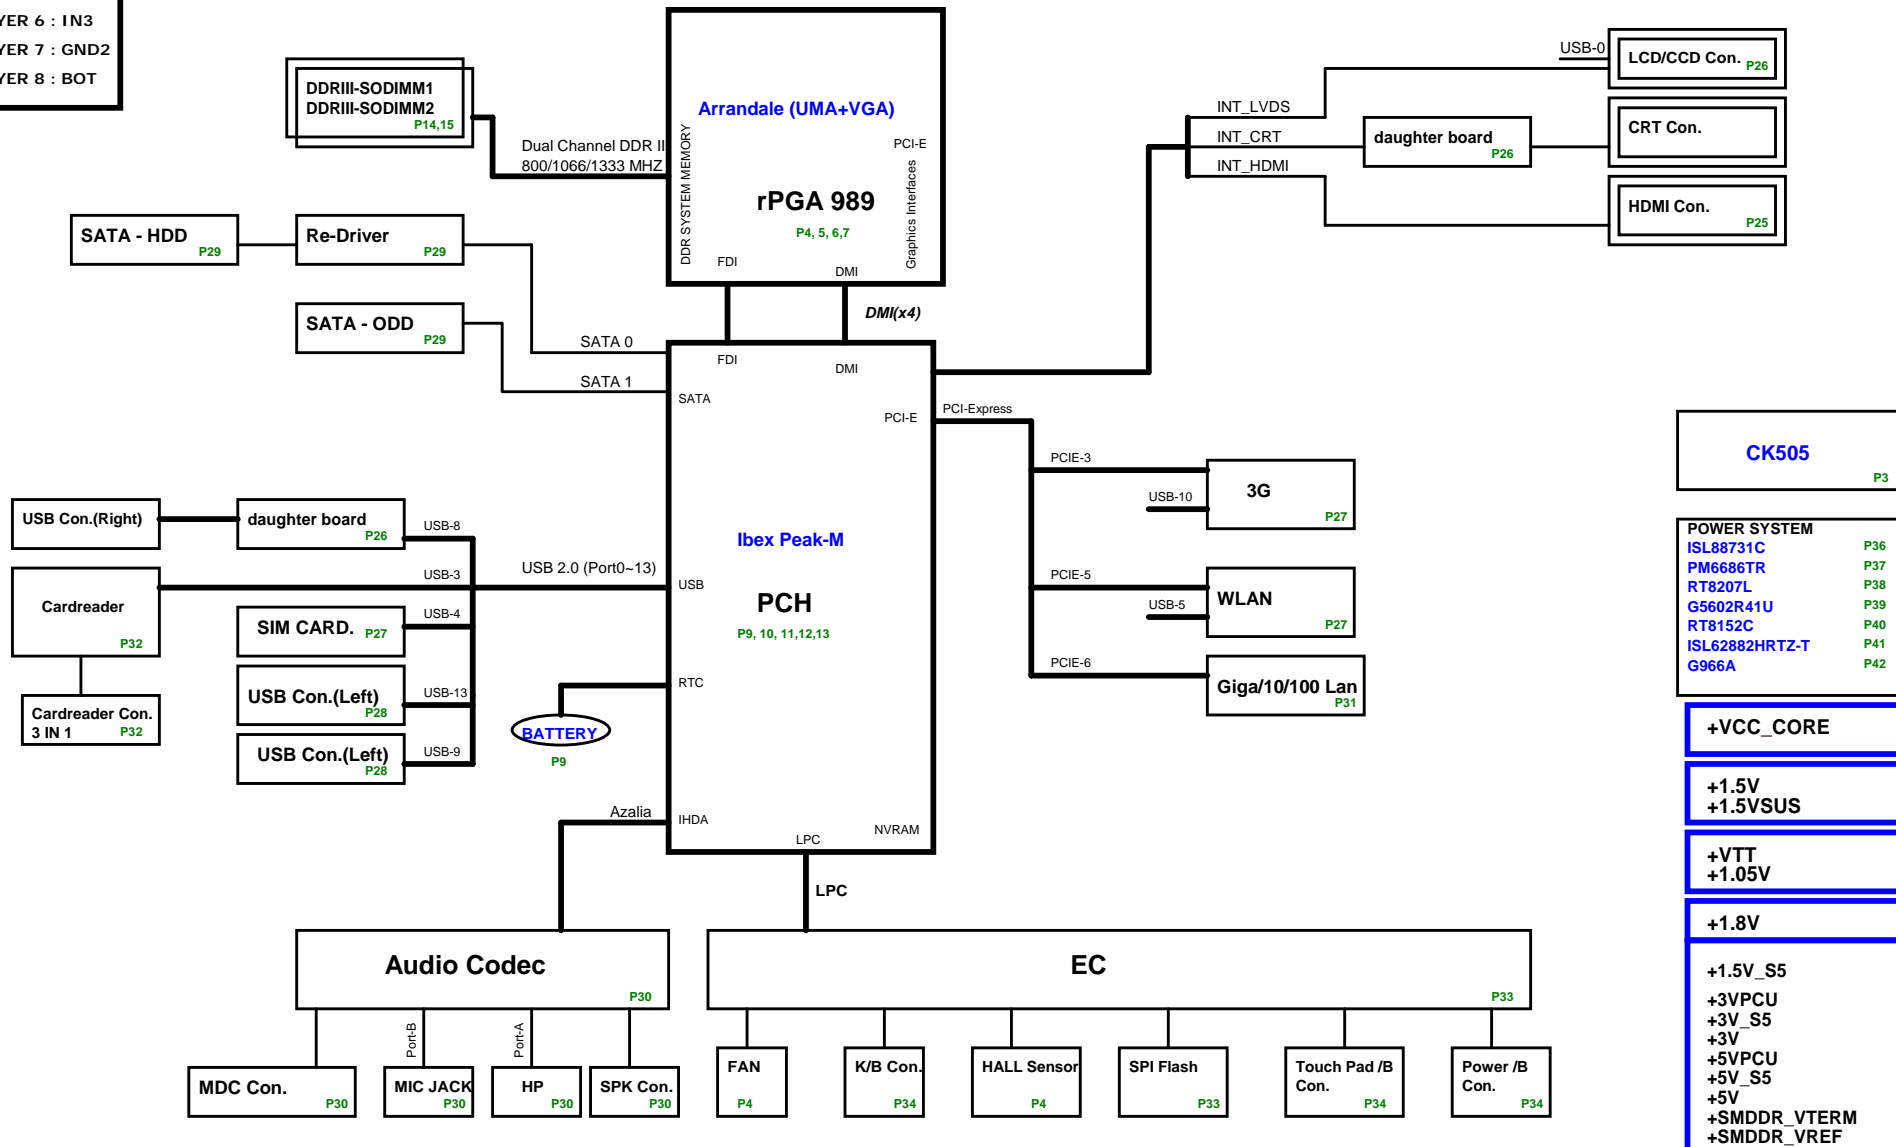 YER 6 : IN3
YER 7 : GND2
YER 8 : BOT
DDRIII-SODIMM1
DDRIII-SODIMM2
P14,15
Dual Channel DDR II
800/1066/1333 MHZ
DDR SYSTEM MEMORY
Arrandale (UMA+VGA)
PCI-E
Graphics Interfaces
rPGA 989
P4, 5, 6,7
FDI
DMI
DMI(x4)
USB-0
LCD/CCD Con. P26
INT_LVDS
INT_CRT
INT_HDMI
daughter board
P26
CRT Con.
HDMI Con.
P25
SATA - HDD
P29
Re-Driver
P29
SATA - ODD
P29
SATA 0
SATA 1
FDI
DMI
SATA
PCI-E
PCI-Express
PCIE-3
USB-10
3G
P27
PCIE-5
USB-5
WLAN
P27
PCIE-6
Giga/10/100 Lan
P31
CK505
P3
POWER SYSTEM
ISL88731C P36
PM6686TR P37
RT8207L P38
G5602R41U P39
RT8152C P40
ISL62882HRTZ-T P41
G966A P42
+VCC_CORE
+1.5V
+1.5VSUS
+VTT
+1.05V
+1.8V
+1.5V_S5
+3VPCU
+3V_S5
+3V
+5VPCU
+5V_S5
+5V
+SMDDR_VTERM
+SMDDR_VREF
USB Con.(Right)
daughter board
P26
USB-8
Cardreader
P32
USB-3
USB 2.0 (Port0~13)
USB
SIM CARD. P27
USB-4
USB Con.(Left)
P28
USB-13
USB Con.(Left)
P28
USB-9
Cardreader Con.
3 IN 1 P32
Ibex Peak-M
PCH
P9, 10, 11,12,13
RTC
BATTERY
P9
Azalia
IHDA
NVRAM
LPC
LPC
Audio Codec
P30
EC
P33
Port-B
Port-A
MDC Con.
P30
MIC JACK
P30
HP
P30
SPK Con.
P30
FAN
P4
K/B Con.
P34
HALL Sensor
P4
SPI Flash
P33
Touch Pad /B
Con.
P34
Power /B
Con.
P34